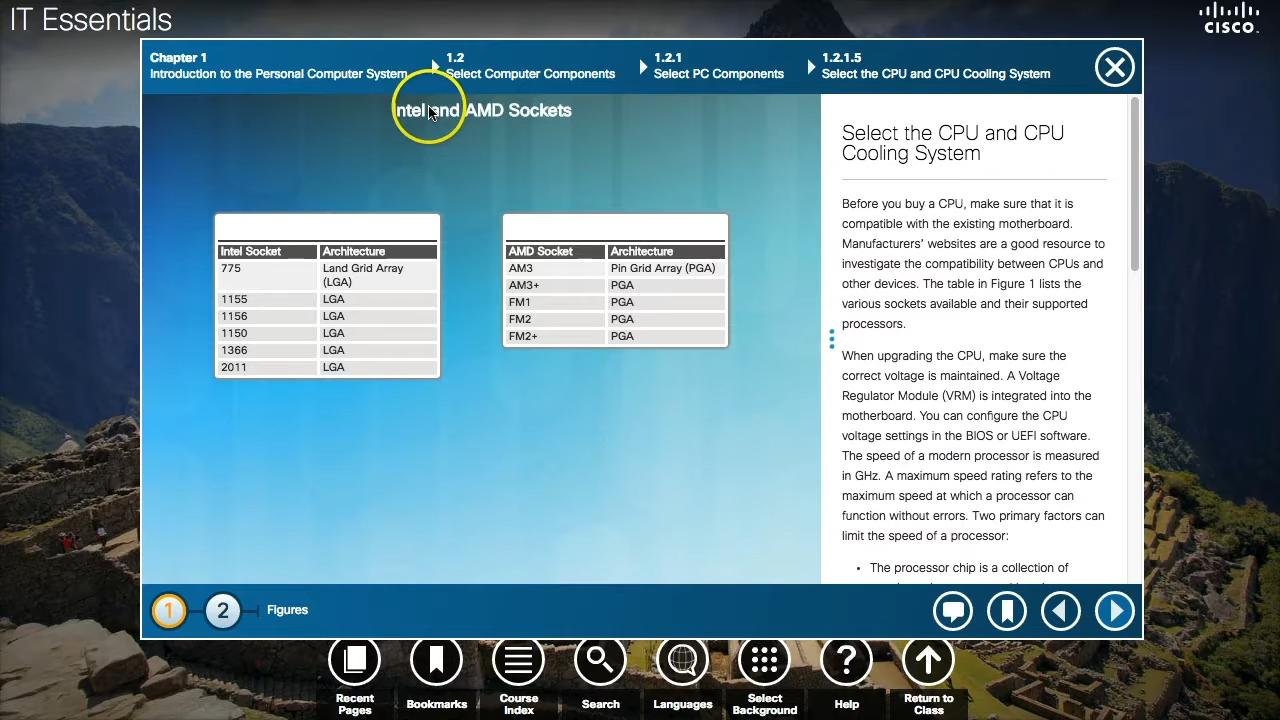 IT Essentials
CISCO
Chapter 1
Introduction to the Personal Computer System
1.2
Select Computer Components
1.2.1
Select PC Components
1.2.1.5
Select the CPU and CPU Cooling System
Intel and AMD Sockets
Intel Socket Architecture
775 Land Grid Array
(LGA)
1155 LGA
1156 LGA
1150 LGA
1366 LGA
2011 LGA
AMD Socket Architecture
AM3 Pin Grid Array (PGA)
AM3+ PGA
FM1 PGA
FM2 PGA
FM2+ PGA
Select the CPU and CPU
Cooling System
Before you buy a CPU, make sure that it is
compatible with the existing motherboard.
Manufacturers' websites are a good resource to
investigate the compatibility between CPUs and
other devices. The table in Figure 1 lists the
various sockets available and their supported
processors.
When upgrading the CPU, make sure the
correct voltage is maintained. A Voltage
Regulator Module (VRM) is integrated into the
motherboard. You can configure the CPU
voltage settings in the BIOS or UEFI software.
The speed of a modern processor is measured
in GHz. A maximum speed rating refers to the
maximum speed at which a processor can
function without errors. Two primary factors can
limit the speed of a processor:
• The processor chip is a collection of
1 2 Figures
Recent
Pages
Bookmarks
Course
Index
Search
Languages
Select
Background
?
Help
Return to
Class